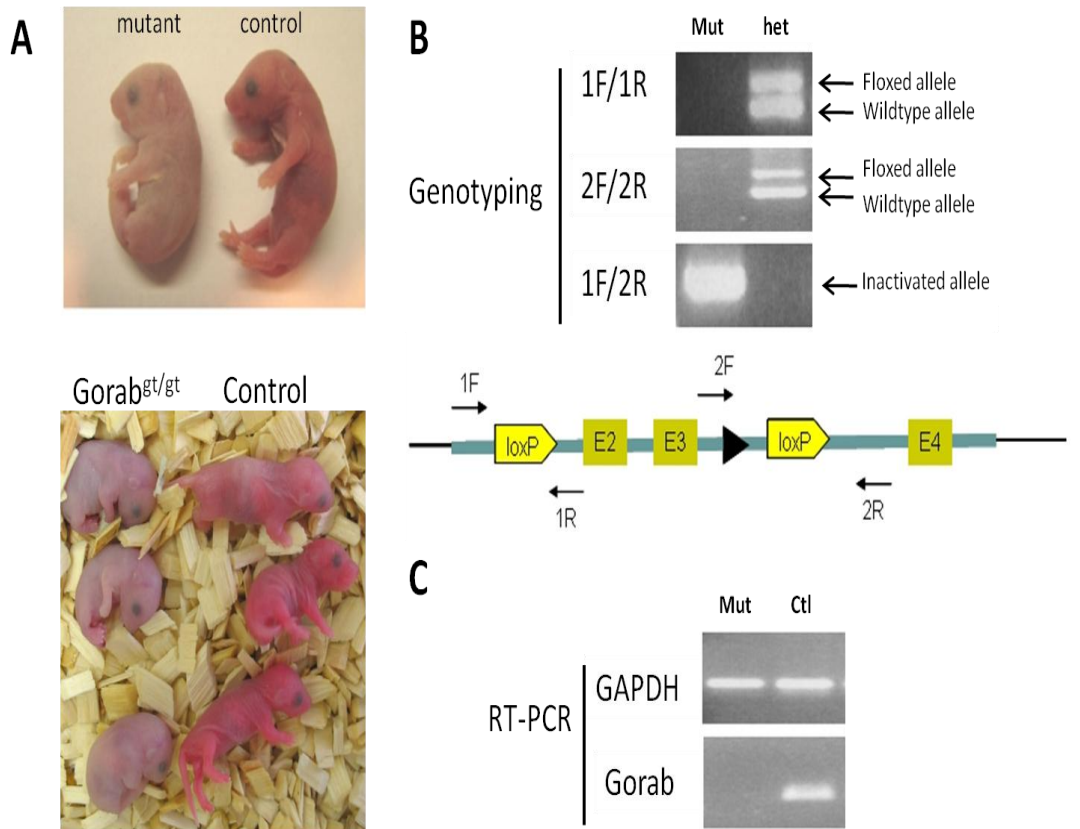 A
mutant control
Gorabgt/gt Control
B
Mut het
Genotyping
1F/1R
Floxed allele
Wildtype allele
2F/2R
Floxed allele
Wildtype allele
1F/2R
Inactivated allele
1F
2F
loxP
E2
E3
loxP
E4
1R
2R
C
Mut Ctl
RT-PCR
GAPDH
Gorab